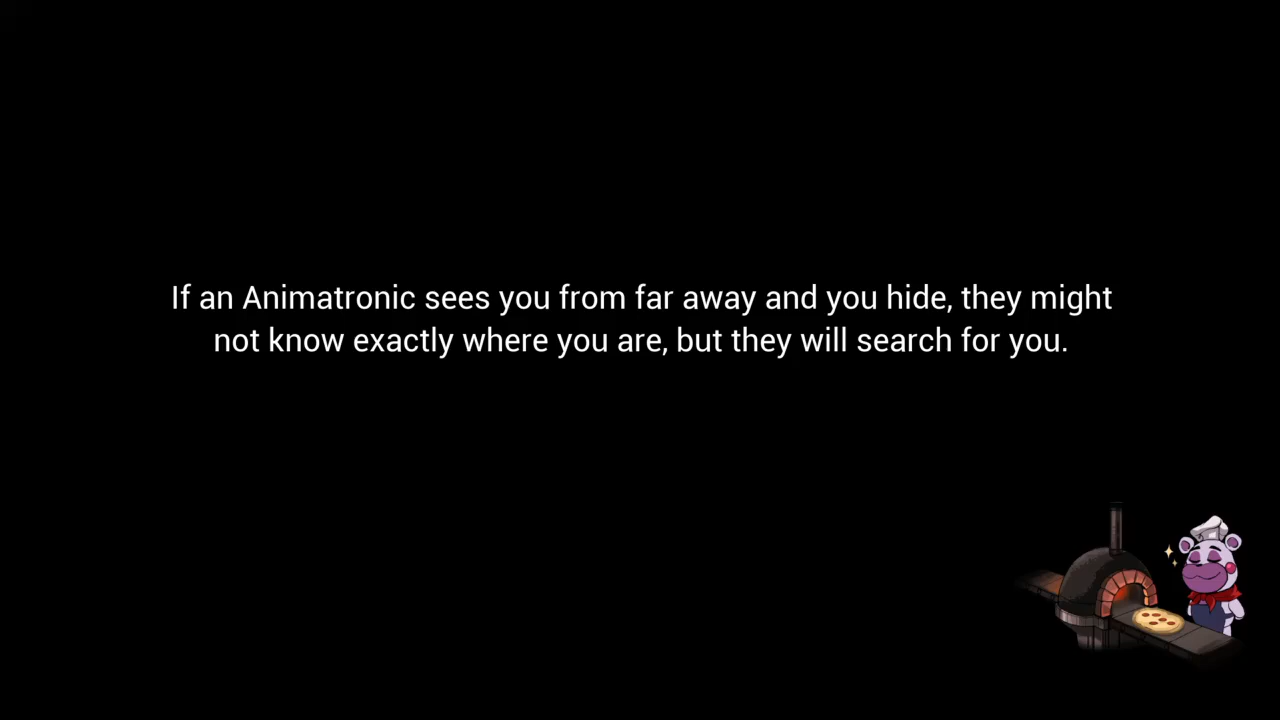 If an Animatronic sees you from far away and you hide, they might
not know exactly where you are, but they will search for you.